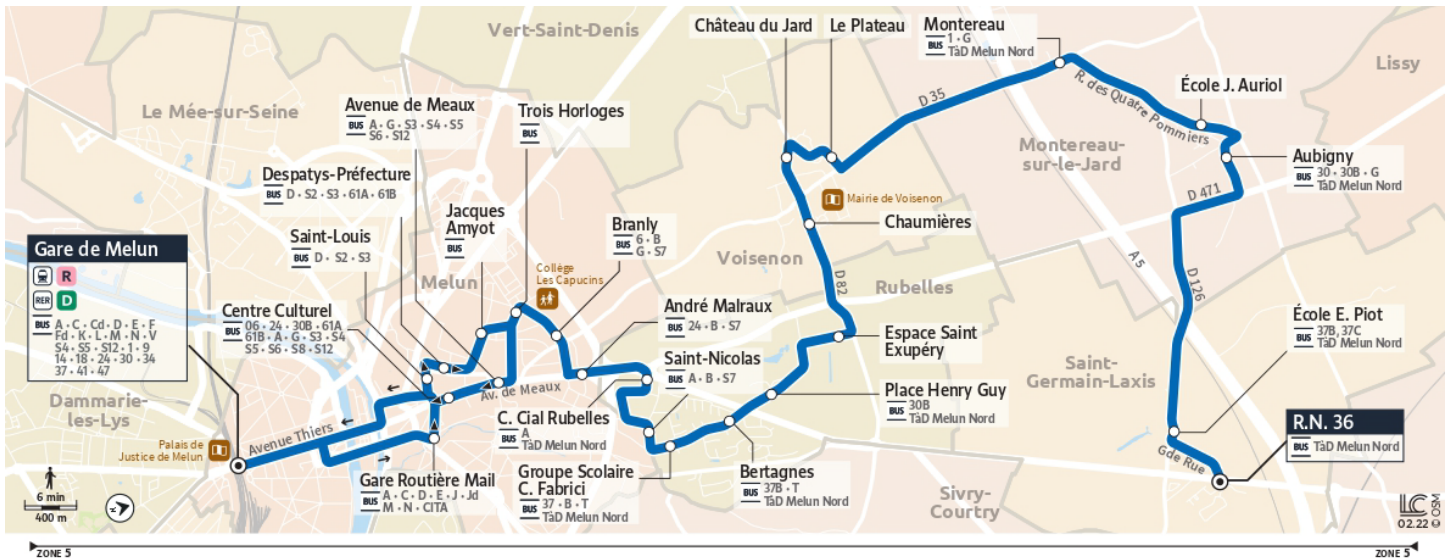 Vert-Saint-Denis
Le Mée-sur-Seine
Lissy
Château du Jard
Le Plateau
Montereau
BUS 1 • G
TàD Melun Nord
D 35
R. des Quatre Pommiers
École J. Auriol
Montereau-
sur-le-Jard
Aubigny
BUS 30 • 30B • G
TàD Melun Nord
D 471
Avenue de Meaux
BUS A • G • S3 • S4 • S5
S6 • S12
Trois Horloges
BUS
Despatys-Préfecture
BUS D • S2 • S3 • 61A • 61B
Jacques
Amyot
BUS
Saint-Louis
BUS D • S2 • S3
Melun
Collège
Les Capucins
Branly
BUS 6 • B
G • S7
Mairie de Voisenon
Chaumières
Voisenon
D 82
Rubelles
A 5
D 126
Gare de Melun
R
RER D
BUS A • C • Cd • D • E • F
Fd • K • L • M • N • V
S4 • S5 • S12 • 1 • 9
14 • 18 • 24 • 30 • 34
37 • 41 • 47
Centre Culturel
BUS 06 • 24 • 30B • 61A
61B • A • G • S3 • S4
S5 • S6 • S8 • S12
André Malraux
BUS 24 • B • S7
Saint-Nicolas
BUS A • B • S7
Espace Saint
Exupéry
École E. Piot
BUS 37B, 37C
TàD Melun Nord
Saint-
Germain-Laxis
Place Henry Guy
BUS 30B
TàD Melun Nord
Av. de Meaux
C. Cial Rubelles
BUS A
TàD Melun Nord
R.N. 36
BUS TàD Melun Nord
Dammarie-
les-Lys
Palais de
Justice de Melun
Avenue Thiers
Gde Rue
Gare Routière Mail
BUS A • C • D • E • J • Jd
M • N • CITA
Groupe Scolaire
C. Fabrici
BUS 37 • B • T
TàD Melun Nord
Bertagnes
BUS 37B • T
TàD Melun Nord
Sivry-
Courtry
6 min
400 m
LC
02.22 © OSM
ZONE 5
ZONE 5